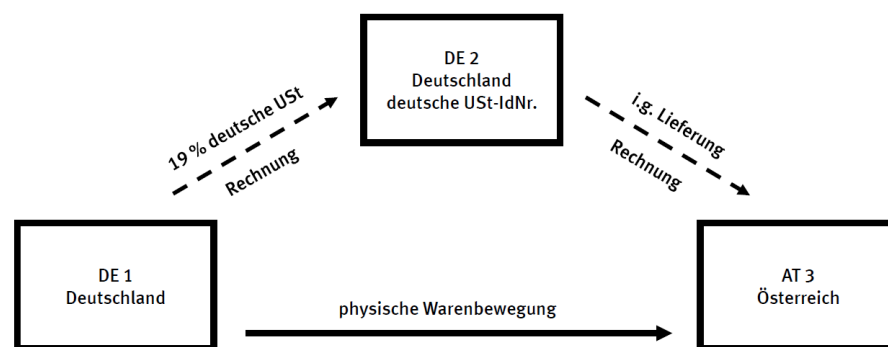 DE 2
Deutschland
deutsche USt-IdNr.
19 % deutsche USt
Rechnung
i.g. Lieferung
Rechnung
DE 1
Deutschland
physische Warenbewegung
AT 3
Österreich